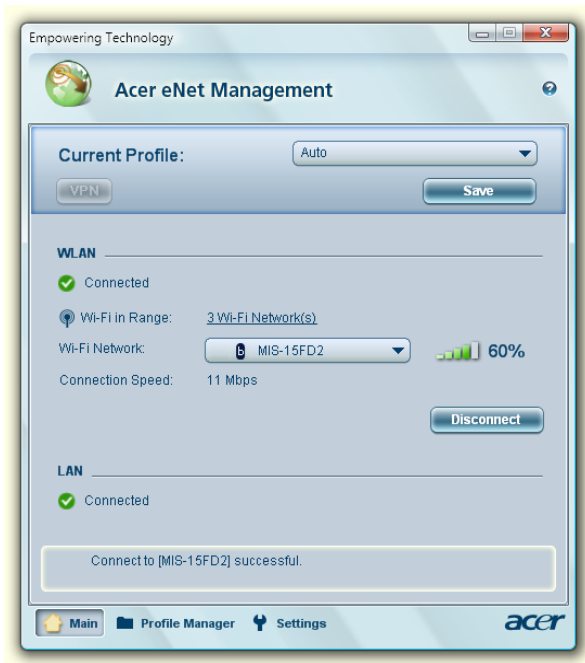 Empowering Technology
Acer eNet Management
Current Profile:
Auto
VPN
Save
WLAN
Connected
Wi-Fi in Range: 3 Wi-Fi Network(s)
Wi-Fi Network: b MIS-15FD2 60%
Connection Speed: 11 Mbps
Disconnect
LAN
Connected
Connect to [MIS-15FD2] successful.
Main Profile Manager Settings acer